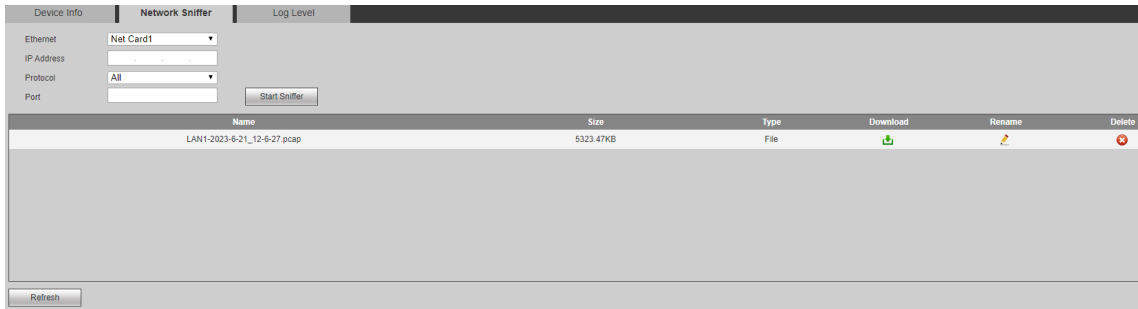 Device Info Network Sniffer Log Level
Ethernet Net Card1
IP Address . . .
Protocol All
Port Start Sniffer
Name Size Type Download Rename Delete
LAN1-2023-6-21_12-6-27.pcap 5323.47KB File
Refresh